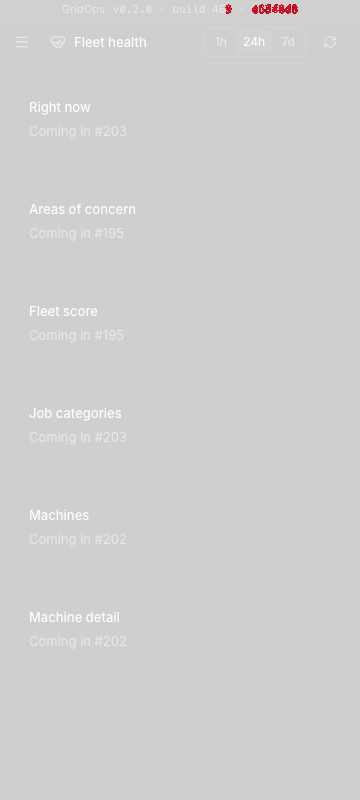 GridOps v0.2.0 · build 46
Fleet health 1h 24h 7d
Right now
Coming in #203
Areas of concern
Coming in #195
Fleet score
Coming in #195
Job categories
Coming in #203
Machines
Coming in #202
Machine detail
Coming in #202